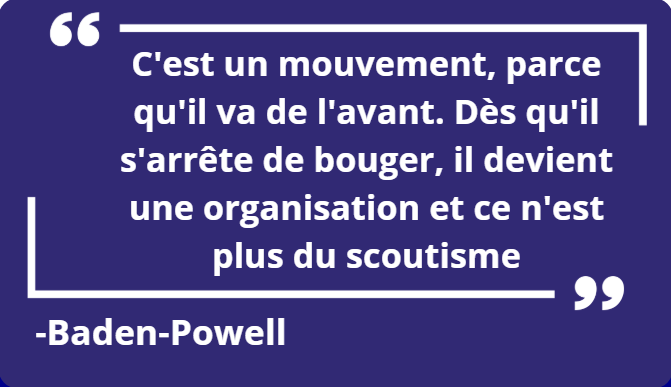 “
C'est un mouvement, parce
qu'il va de l'avant. Dès qu'il
s'arrête de bouger, il devient
une organisation et ce n'est
plus du scoutisme
”
-Baden-Powell